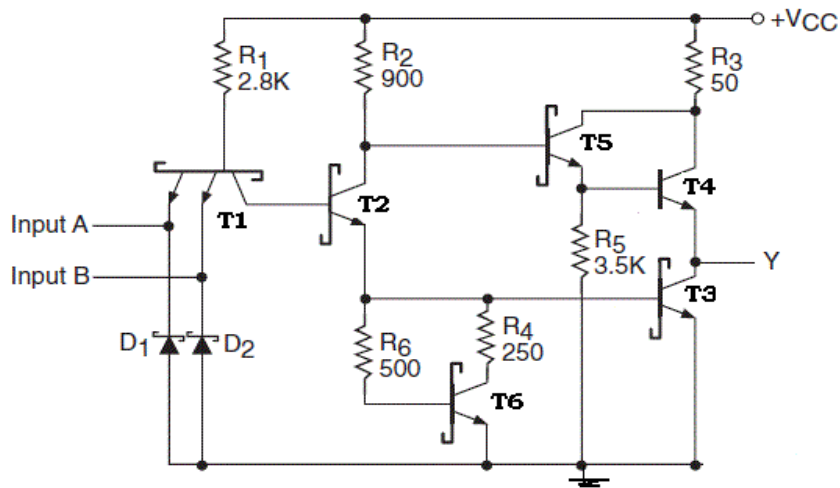 +VCC
R1
2.8K
R2
900
R3
50
T5
T4
T1
T2
Input A
Input B
R5
3.5K
Y
T3
D1
D2
R6
500
R4
250
T6